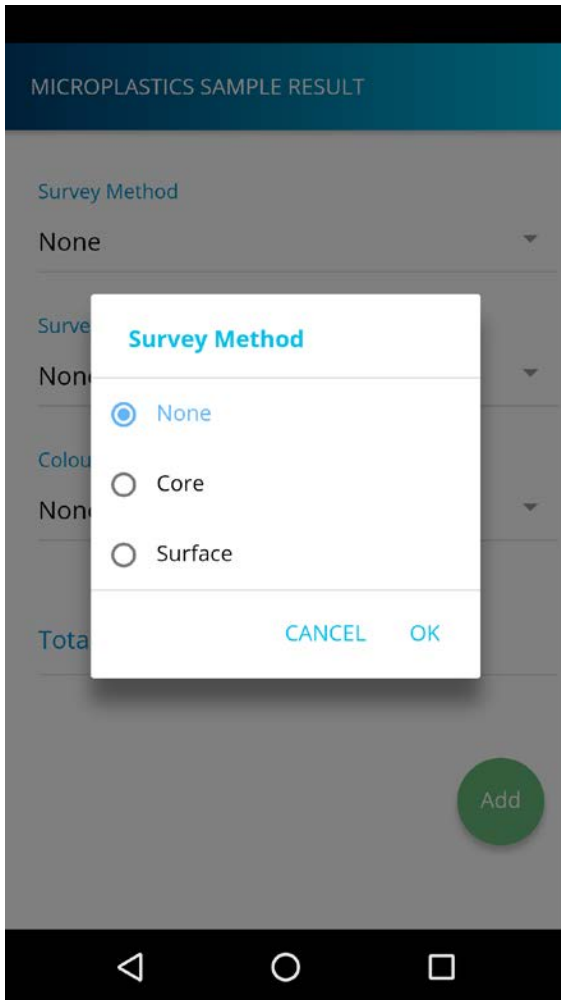 MICROPLASTICS SAMPLE RESULT
Survey Method
None
Survey Method
None
Core
Surface
CANCEL OK
Add